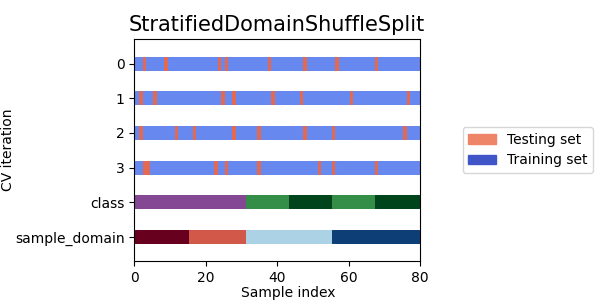 StratifiedDomainShuffleSplit
CV iteration
0
1
2
3
class
sample_domain
0 20 40 60 80
Sample index
Testing set
Training set